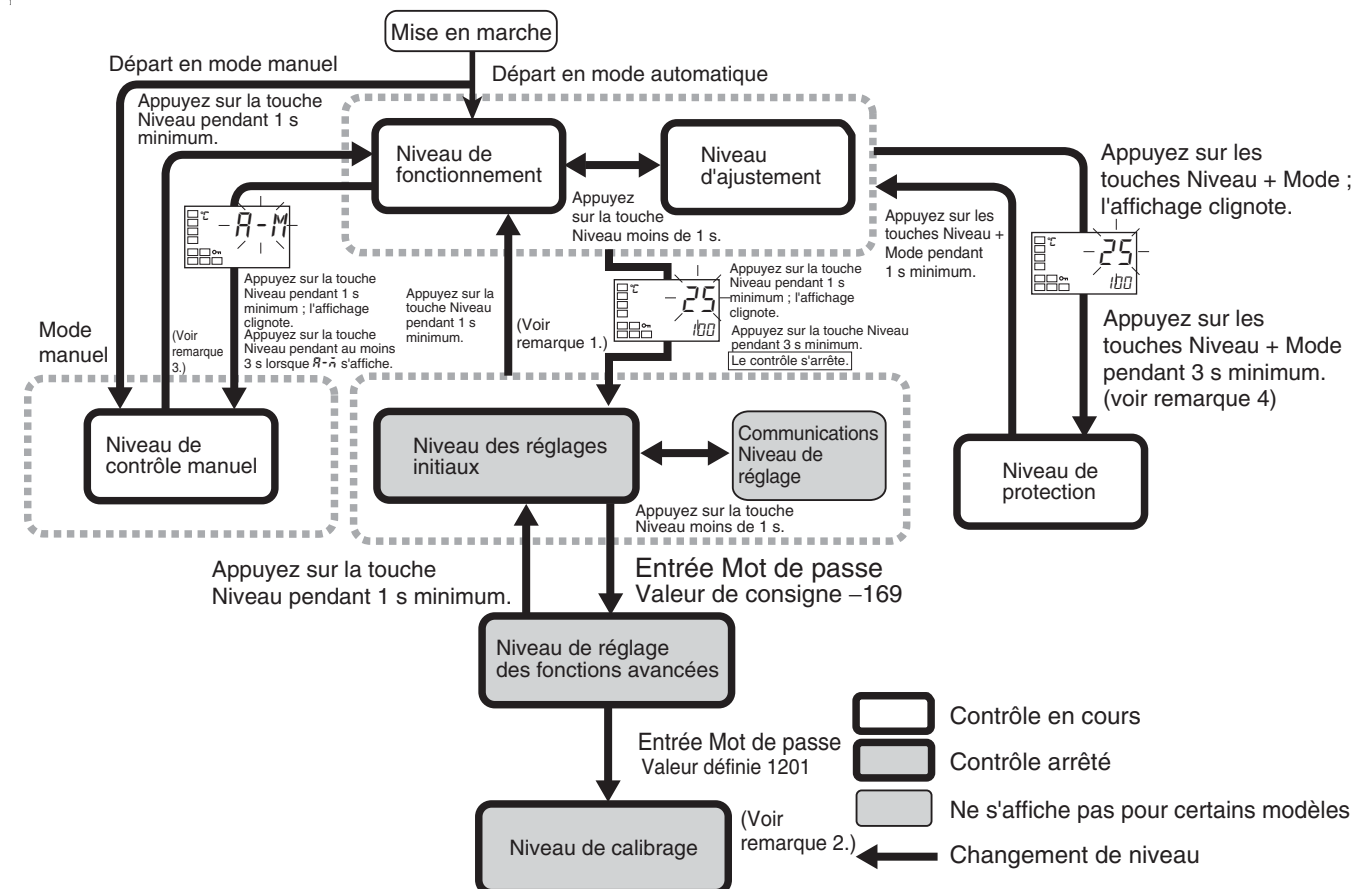 Mise en marche
Départ en mode manuel
Départ en mode automatique
Appuyez sur la touche
Niveau pendant 1 s
minimum.
Niveau de
fonctionnement
Niveau
d'ajustement
Appuyez
sur la touche
Niveau moins de 1 s.
Appuyez sur les
touches Niveau + Mode ;
l'affichage clignote.
Appuyez sur les
touches Niveau +
Mode pendant
1 s minimum.
°C
A-M
Appuyez sur la touche
Niveau pendant 1 s
minimum ; l'affichage
clignote.
Appuyez sur la touche
Niveau pendant au moins
3 s lorsque A-M s'affiche.
Appuyez sur la
touche Niveau
pendant 1 s
minimum.
(Voir
remarque 1.)
°C
25
100
Appuyez sur la touche
Niveau pendant 1 s
minimum ; l'affichage
clignote.
Appuyez sur la touche Niveau
pendant 3 s minimum.
Le contrôle s'arrête.
°C
25
100
Appuyez sur les
touches Niveau + Mode
pendant 3 s minimum.
(voir remarque 4)
Mode
manuel
(Voir
remarque
3.)
Niveau de
contrôle manuel
Niveau des réglages
initiaux
Communications
Niveau de
réglage
Niveau de
protection
Appuyez sur la touche
Niveau moins de 1 s.
Appuyez sur la touche
Niveau pendant 1 s minimum.
Entrée Mot de passe
Valeur de consigne –169
Niveau de réglage
des fonctions avancées
Entrée Mot de passe
Valeur définie 1201
Niveau de calibrage
(Voir
remarque 2.)
Contrôle en cours
Contrôle arrêté
Ne s'affiche pas pour certains modèles
Changement de niveau